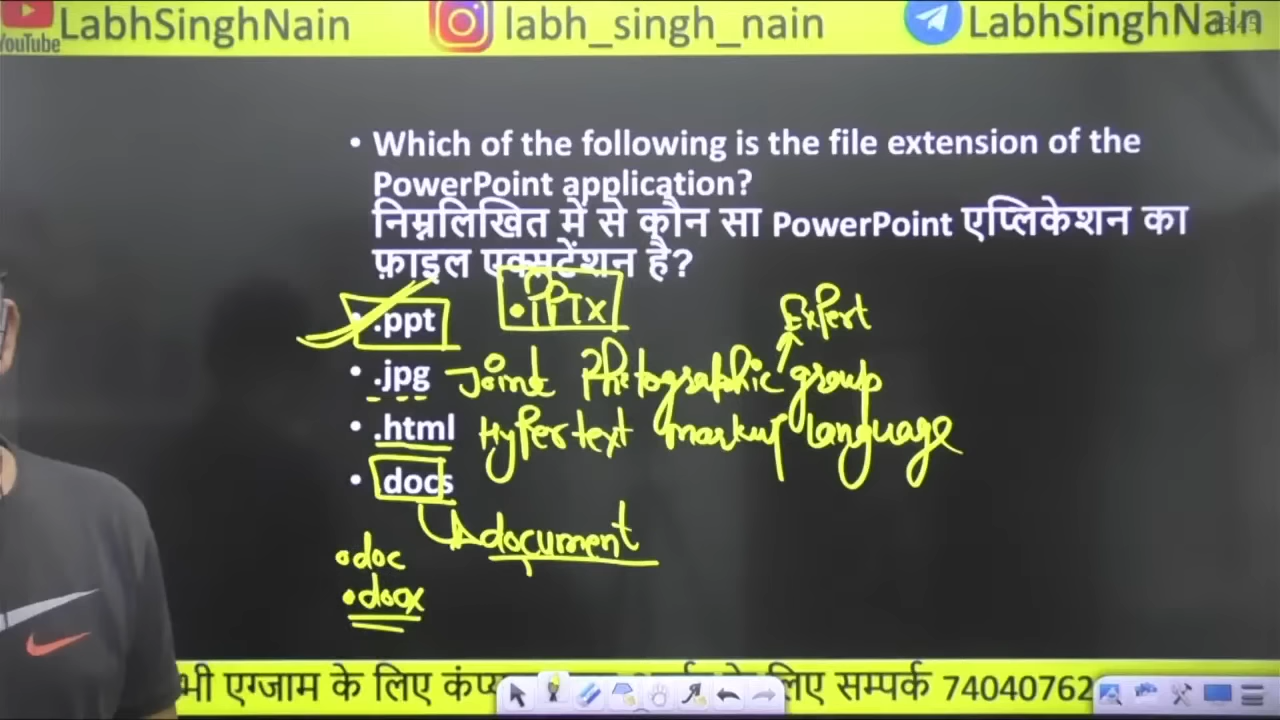 YouTube LabhSinghNain labh_singh_nain LabhSinghNain
• Which of the following is the file extension of the
PowerPoint application?
निम्नलिखित में से कौन सा PowerPoint एप्लिकेशन का
फ़ाइल एक्सटेंशन है?
• .ppt .PPTx Expert
• .jpg Joint Photographic group
• .html Hypertext markup language
• docs
document
.doc
.docx
भी एग्जाम के लिए लिए सम्पर्क 74040762